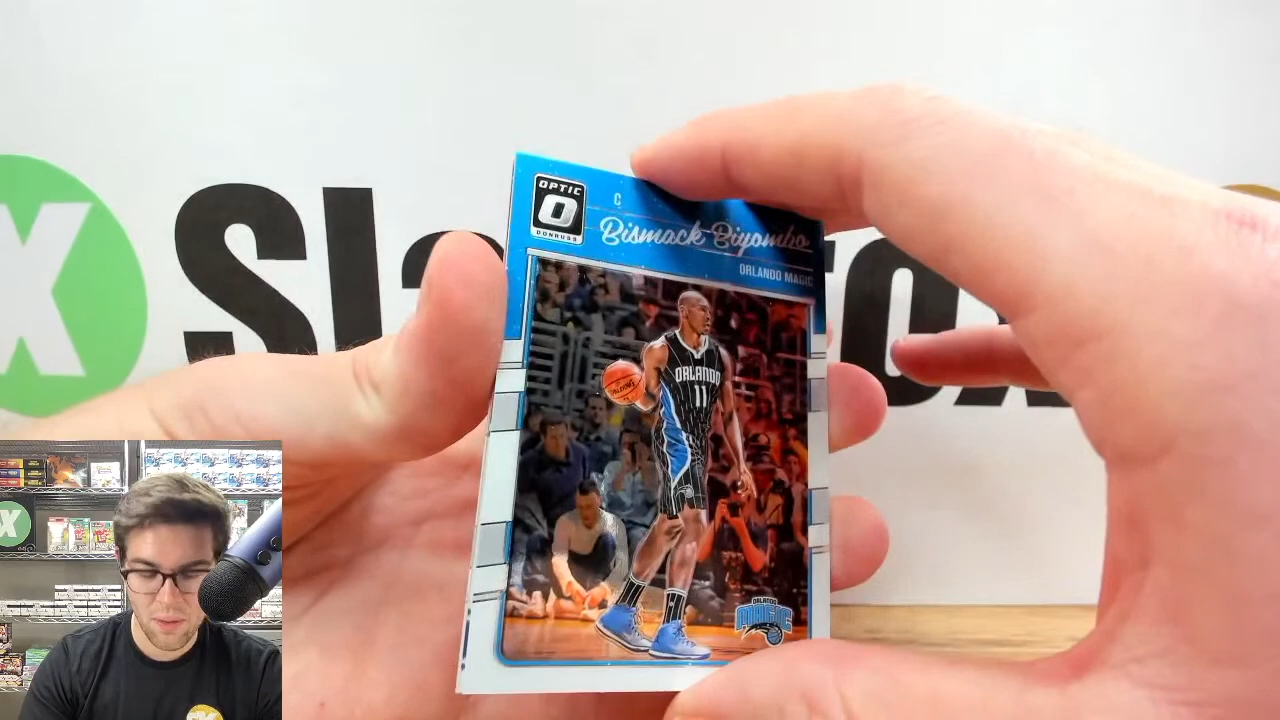 OPTIC
DONRUSS
C
Bismack Biyombo
ORLANDO MAGIC
ORLANDO
11
ORLANDO
MAGIC
X
X